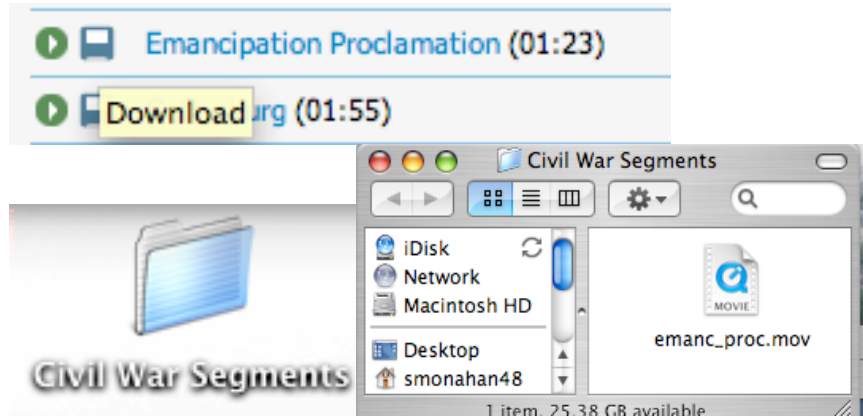 Emancipation Proclamation (01:23)
Download urg (01:55)
Civil War Segments
Civil War Segments
iDisk
Network
Macintosh HD
Desktop
smonahan48
MOVIE
emanc_proc.mov
1 item, 25.38 GB available